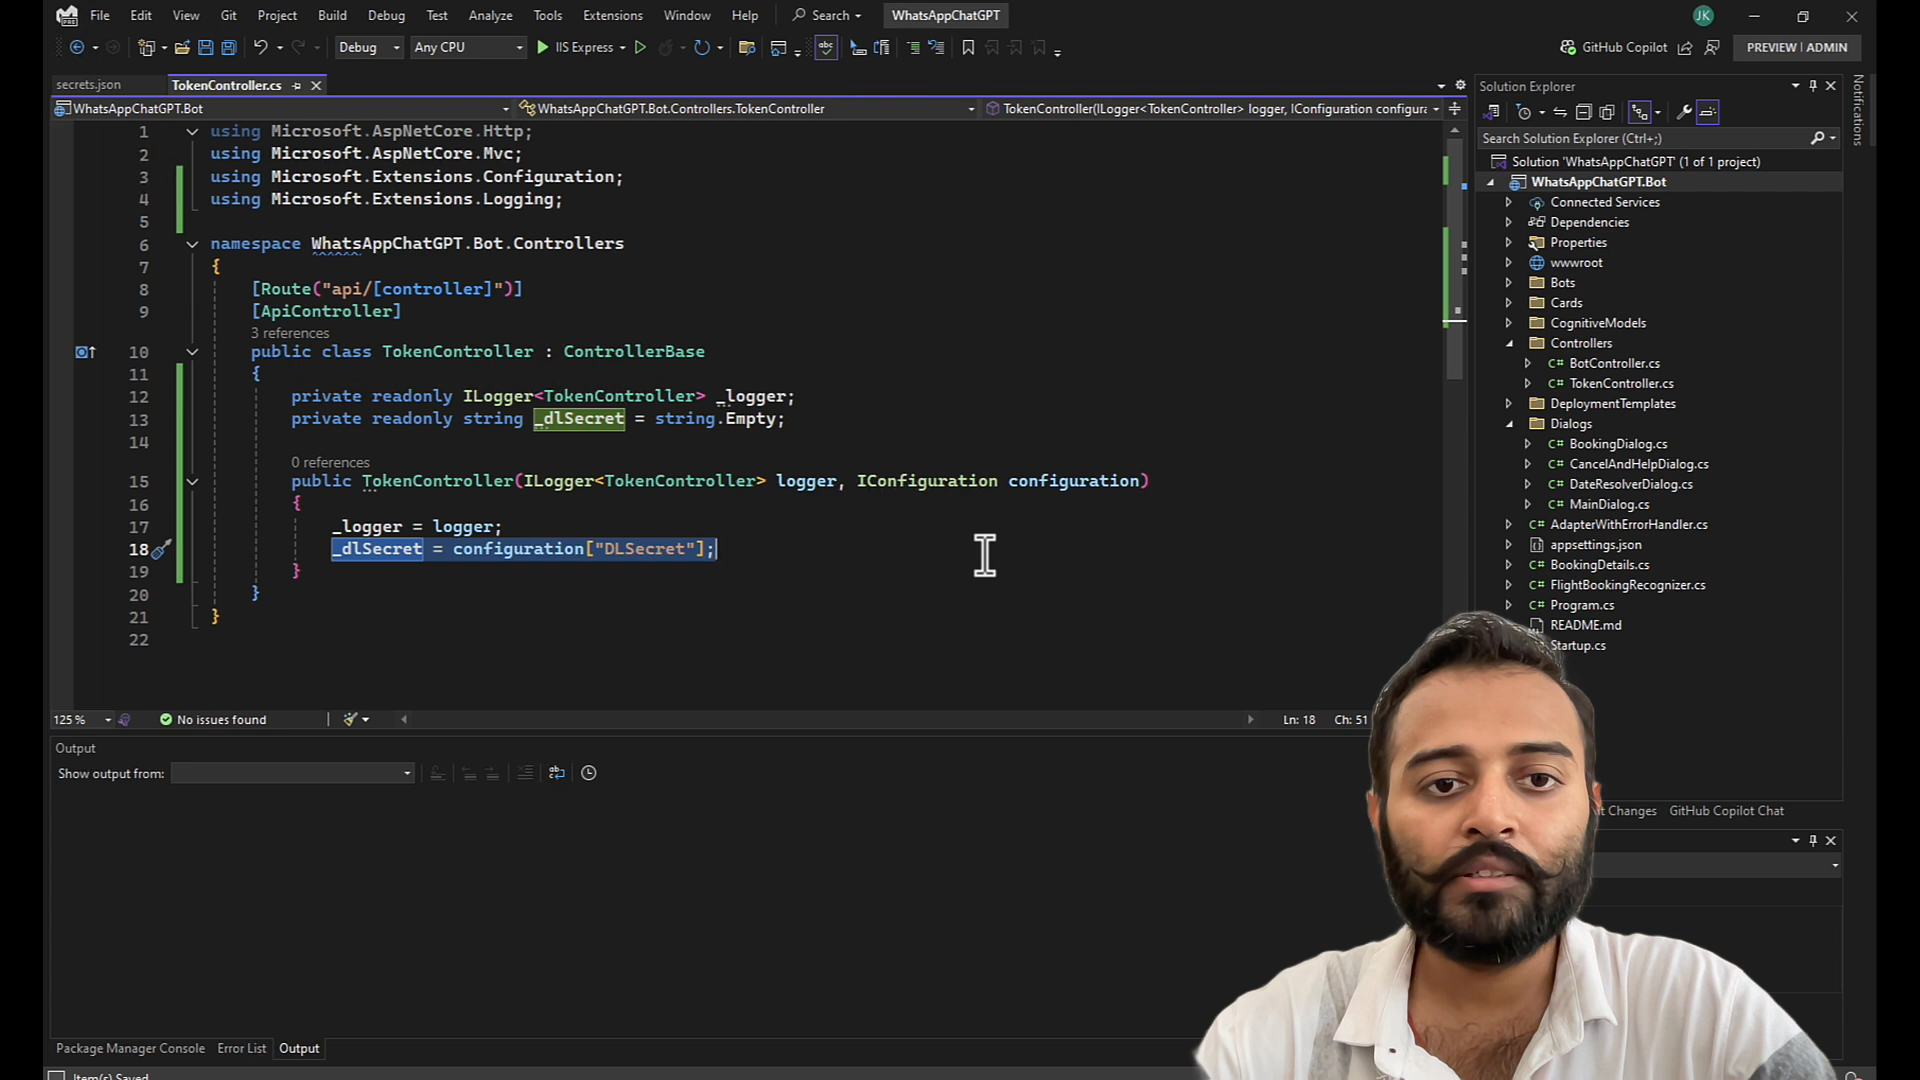 File Edit View Git Project Build Debug Test Analyze Tools Extensions Window Help Search WhatsAppChatGPT JK
Debug Any CPU IIS Express GitHub Copilot PREVIEW | ADMIN
secrets.json TokenController.cs
WhatsAppChatGPT.Bot WhatsAppChatGPT.Bot.Controllers.TokenController TokenController(ILogger<TokenController> logger, IConfiguration configura
1 using Microsoft.AspNetCore.Http;
2 using Microsoft.AspNetCore.Mvc;
3 using Microsoft.Extensions.Configuration;
4 using Microsoft.Extensions.Logging;
5
6 namespace WhatsAppChatGPT.Bot.Controllers
7 {
8 [Route("api/[controller]")]
9 [ApiController]
3 references
10 public class TokenController : ControllerBase
11 {
12 private readonly ILogger<TokenController> _logger;
13 private readonly string _dlSecret = string.Empty;
14
0 references
15 public TokenController(ILogger<TokenController> logger, IConfiguration configuration)
16 {
17 _logger = logger;
18 _dlSecret = configuration["DLSecret"];
19 }
20 }
21 }
22
125 % No issues found Ln: 18 Ch: 51
Output
Show output from:
Package Manager Console Error List Output
Item(s) Saved
Solution Explorer
Search Solution Explorer (Ctrl+;)
Solution 'WhatsAppChatGPT' (1 of 1 project)
WhatsAppChatGPT.Bot
Connected Services
Dependencies
Properties
wwwroot
Bots
Cards
CognitiveModels
Controllers
C# BotController.cs
C# TokenController.cs
DeploymentTemplates
Dialogs
C# BookingDialog.cs
C# CancelAndHelpDialog.cs
C# DateResolverDialog.cs
C# MainDialog.cs
C# AdapterWithErrorHandler.cs
appsettings.json
C# BookingDetails.cs
C# FlightBookingRecognizer.cs
C# Program.cs
README.md
Startup.cs
Changes GitHub Copilot Chat
Notifications